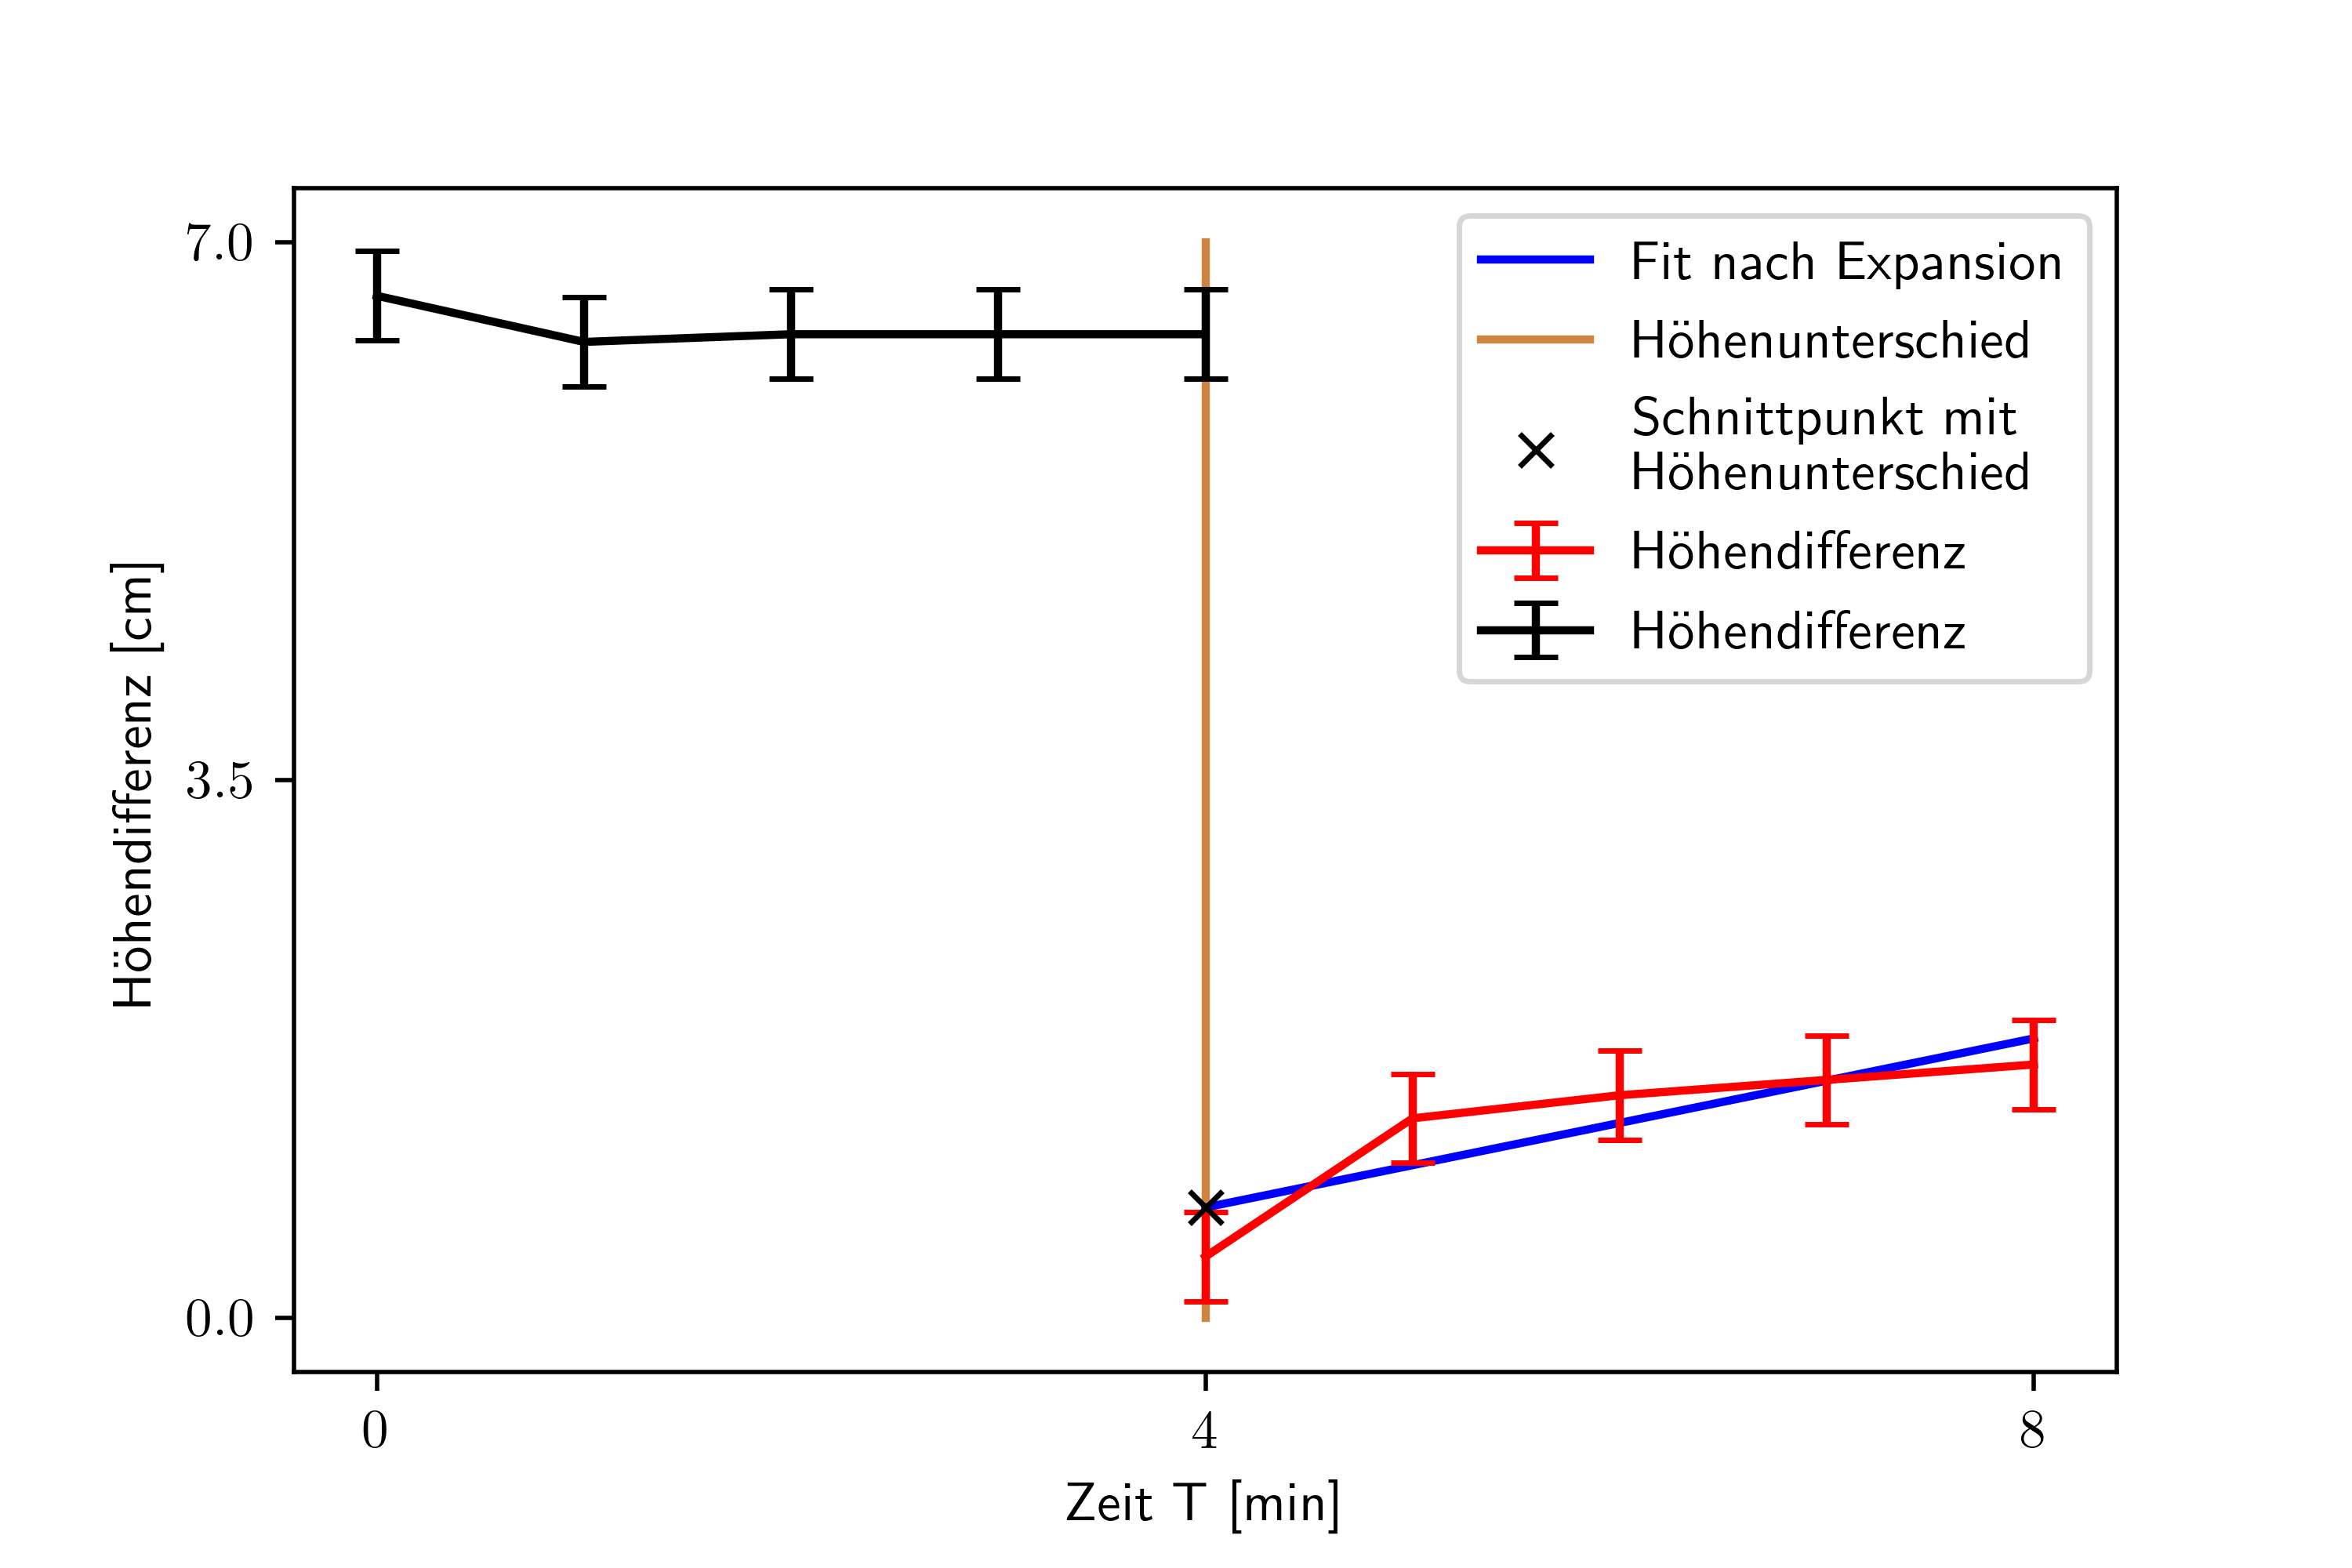 7.0
3.5
0.0
Höhendifferenz [cm]
Fit nach Expansion
Höhenunterschied
Schnittpunkt mit
Höhenunterschied
Höhendifferenz
Höhendifferenz
0
4
8
Zeit T [min]